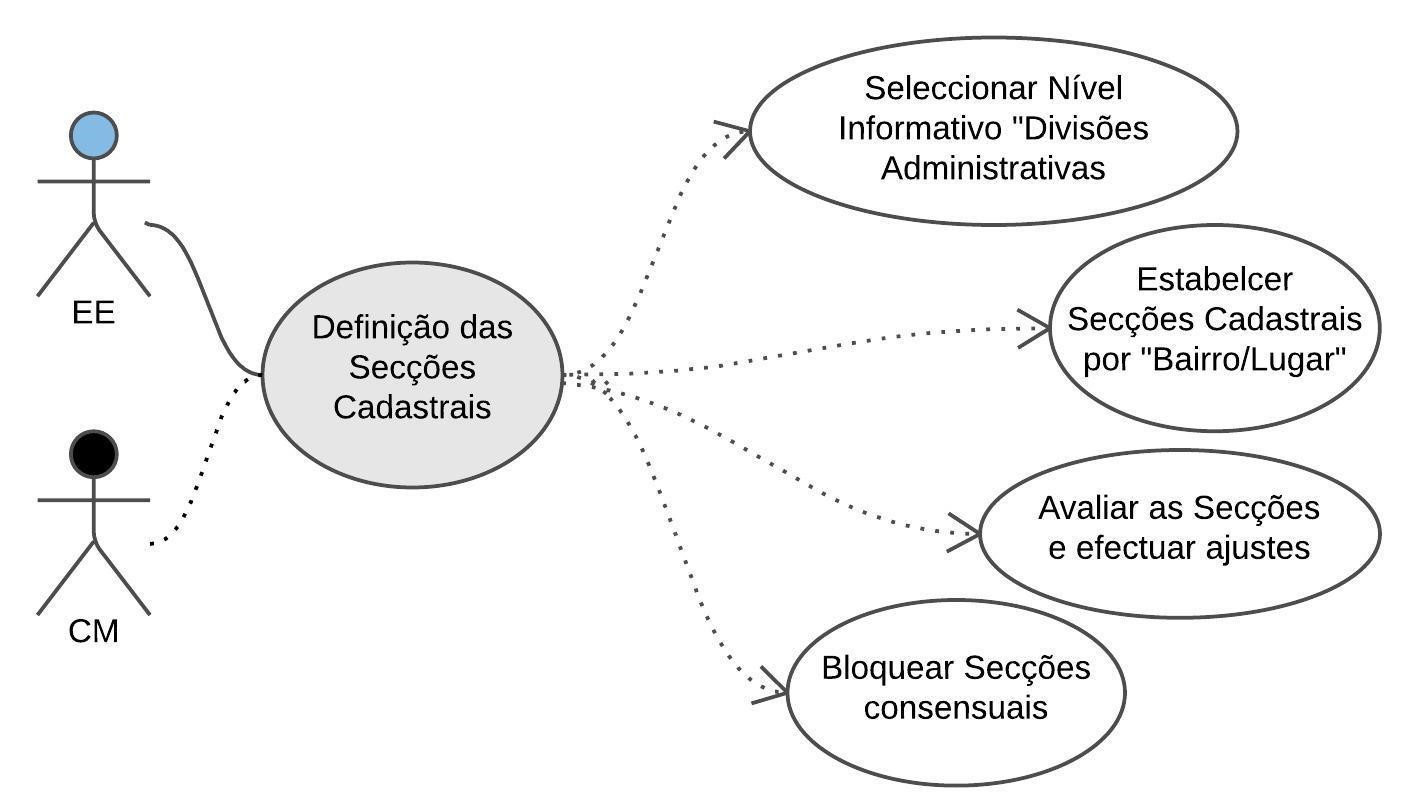 EE
CM
Definição das
Secções
Cadastrais
Seleccionar Nível
Informativo "Divisões
Administrativas
Estabelcer
Secções Cadastrais
por "Bairro/Lugar"
Avaliar as Secções
e efectuar ajustes
Bloquear Secções
consensuais